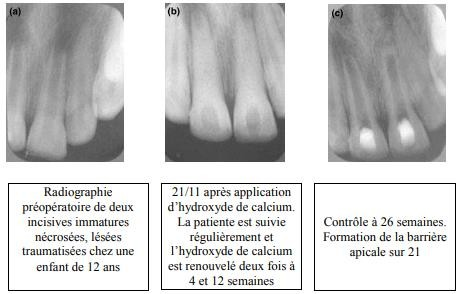 (a)
(b)
(c)
Radiographie
préopératoire de deux
incisives immatures
nécrosées, lésées
traumatisées chez une
enfant de 12 ans
21/11 après application
d'hydroxyde de calcium.
La patiente est suivie
régulièrement et
l'hydroxyde de calcium
est renouvelé deux fois à
4 et 12 semaines
Contrôle à 26 semaines.
Formation de la barrière
apicale sur 21